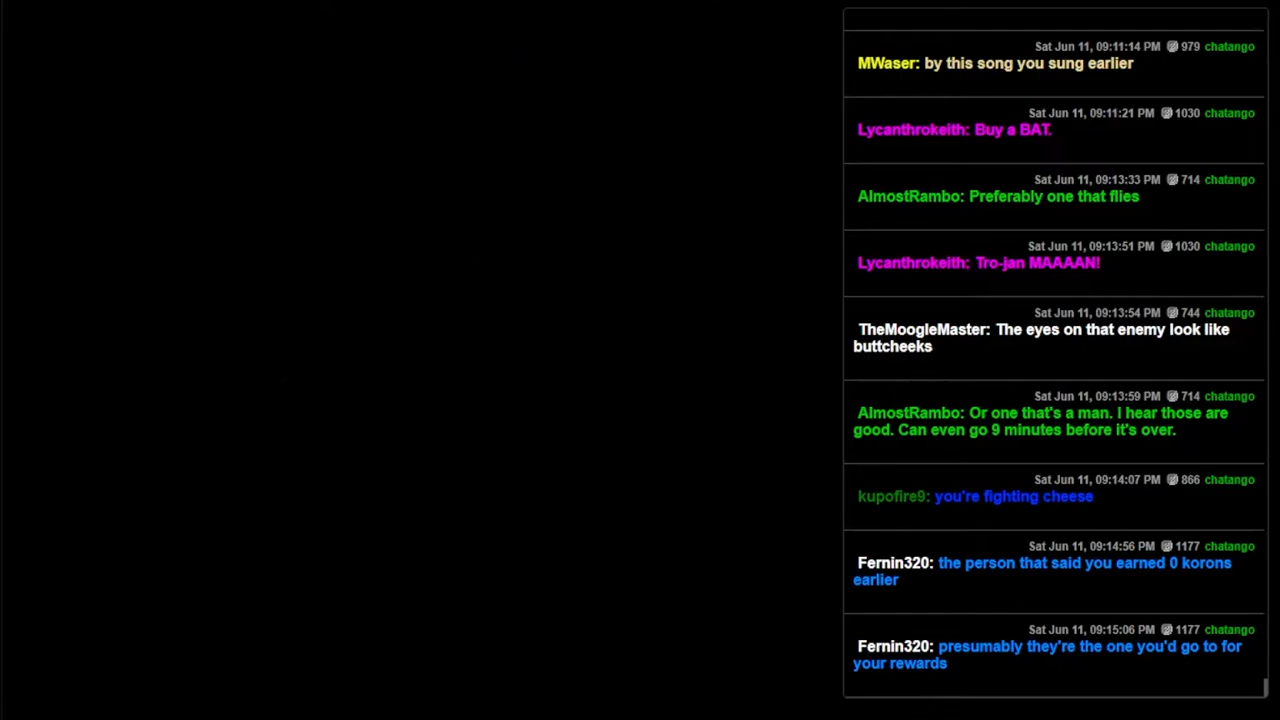 Sat Jun 11, 09:11:14 PM 979 chatango
MWaser: by this song you sung earlier
Sat Jun 11, 09:11:21 PM 1030 chatango
Lycanthrokeith: Buy a BAT.
Sat Jun 11, 09:13:33 PM 714 chatango
AlmostRambo: Preferably one that flies
Sat Jun 11, 09:13:51 PM 1030 chatango
Lycanthrokeith: Tro-jan MAAAAN!
Sat Jun 11, 09:13:54 PM 744 chatango
TheMoogleMaster: The eyes on that enemy look like
buttcheeks
Sat Jun 11, 09:13:59 PM 714 chatango
AlmostRambo: Or one that's a man. I hear those are
good. Can even go 9 minutes before it's over.
Sat Jun 11, 09:14:07 PM 866 chatango
kupofire9: you're fighting cheese
Sat Jun 11, 09:14:56 PM 1177 chatango
Fernin320: the person that said you earned 0 korons
earlier
Sat Jun 11, 09:15:06 PM 1177 chatango
Fernin320: presumably they're the one you'd go to for
your rewards